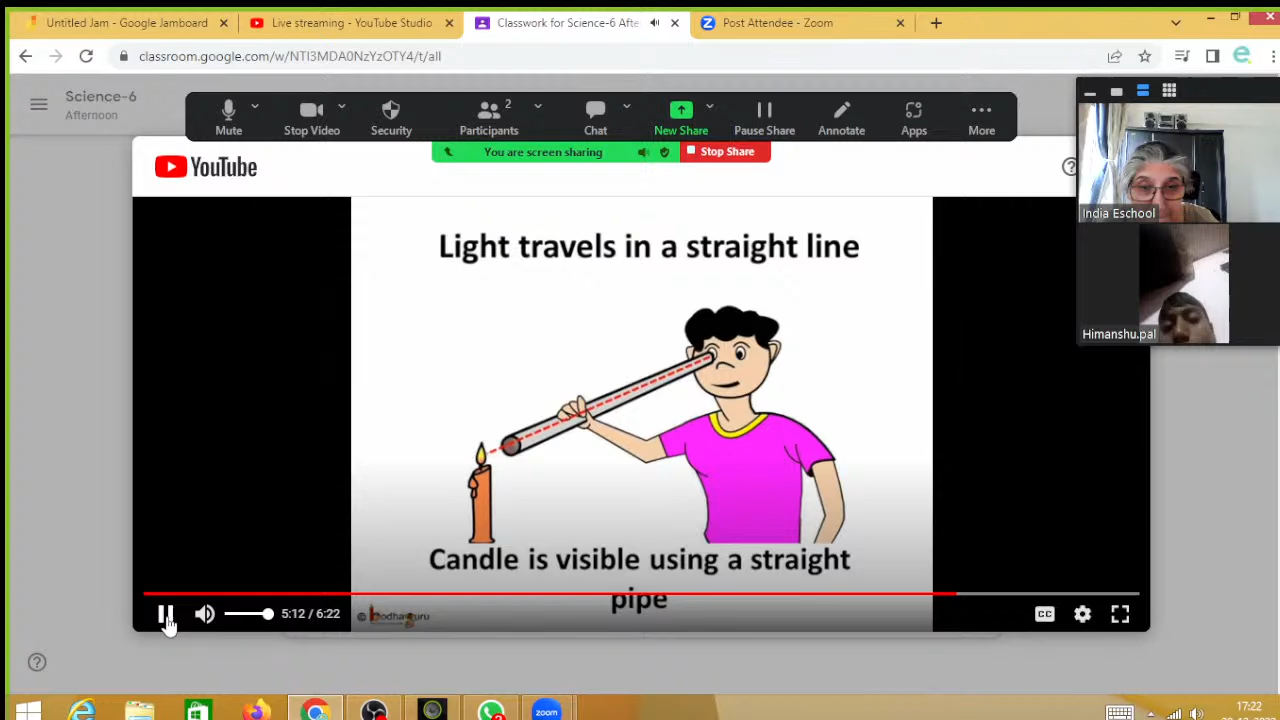 Untitled Jam - Google Jamboard
Live streaming - YouTube Studio
Classwork for Science-6 Afte
Post Attendee - Zoom
classroom.google.com/w/NTI3MDA0NzYzOTY4/t/all
Science-6
Afternoon
Mute
Stop Video
Security
2
Participants
Chat
New Share
Pause Share
Annotate
Apps
More
You are screen sharing
Stop Share
YouTube
India Eschool
Himanshu.pal
Light travels in a straight line
Candle is visible using a straight
pipe
5:12 / 6:22
© bodhaguru
CC
zoom
17:22